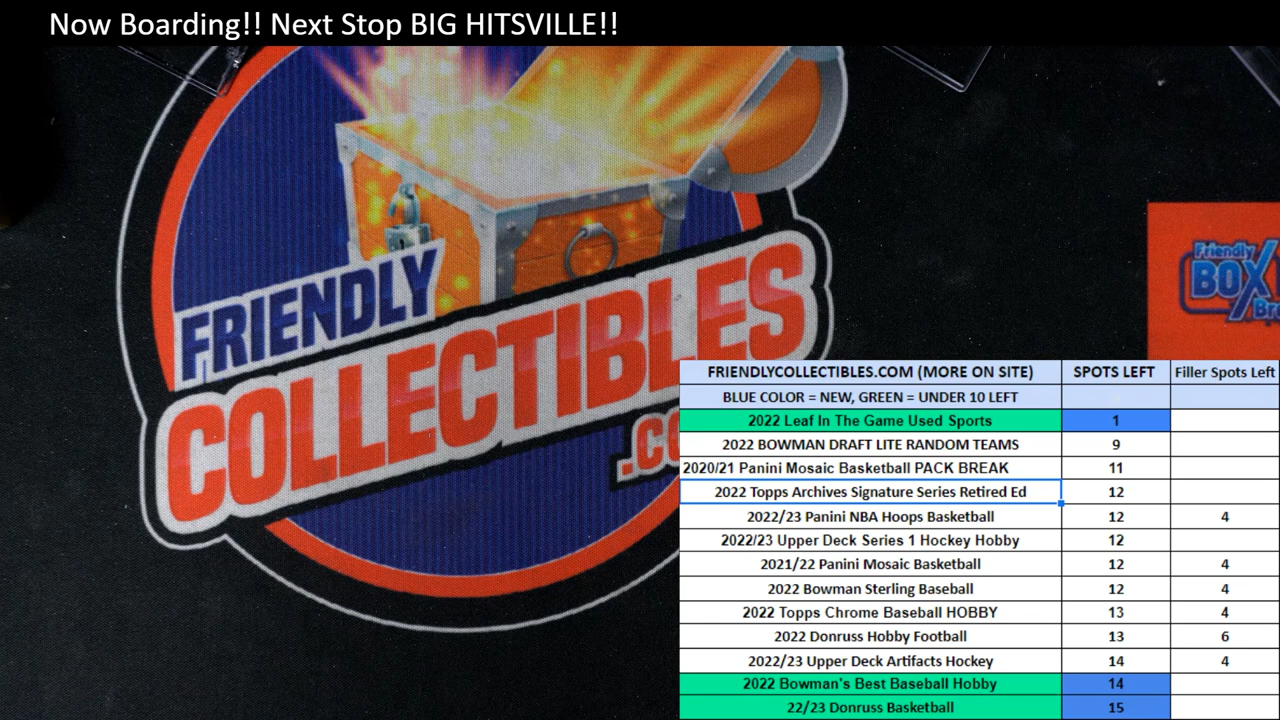 Now Boarding!! Next Stop BIG HITSVILLE!!
FRIENDLY
COLLECTIBLES
Friendly
BOX
FRIENDLYCOLLECTIBLES.COM (MORE ON SITE) SPOTS LEFT Filler Spots Left
BLUE COLOR = NEW, GREEN = UNDER 10 LEFT
2022 Leaf In The Game Used Sports 1
2022 BOWMAN DRAFT LITE RANDOM TEAMS 9
2020/21 Panini Mosaic Basketball PACK BREAK 11
2022 Topps Archives Signature Series Retired Ed 12
2022/23 Panini NBA Hoops Basketball 12 4
2022/23 Upper Deck Series 1 Hockey Hobby 12
2021/22 Panini Mosaic Basketball 12 4
2022 Bowman Sterling Baseball 12 4
2022 Topps Chrome Baseball HOBBY 13 4
2022 Donruss Hobby Football 13 6
2022/23 Upper Deck Artifacts Hockey 14 4
2022 Bowman's Best Baseball Hobby 14
22/23 Donruss Basketball 15